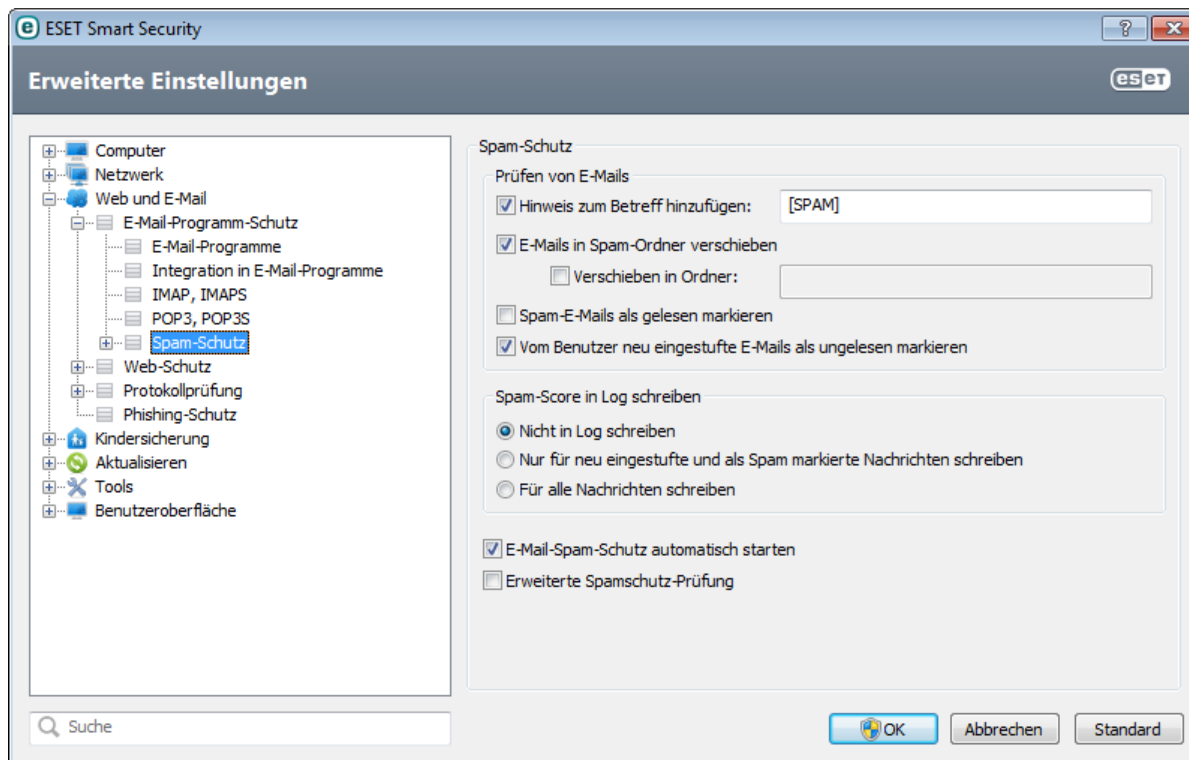 ESET Smart Security
Erweiterte Einstellungen
eseT
Computer
Netzwerk
Web und E-Mail
E-Mail-Programm-Schutz
E-Mail-Programme
Integration in E-Mail-Programme
IMAP, IMAPS
POP3, POP3S
Spam-Schutz
Web-Schutz
Protokollprüfung
Phishing-Schutz
Kindersicherung
Aktualisieren
Tools
Benutzeroberfläche
Suche
Spam-Schutz
Prüfen von E-Mails
Hinweis zum Betreff hinzufügen: [SPAM]
E-Mails in Spam-Ordner verschieben
Verschieben in Ordner:
Spam-E-Mails als gelesen markieren
Vom Benutzer neu eingestufte E-Mails als ungelesen markieren
Spam-Score in Log schreiben
Nicht in Log schreiben
Nur für neu eingestufte und als Spam markierte Nachrichten schreiben
Für alle Nachrichten schreiben
E-Mail-Spam-Schutz automatisch starten
Erweiterte Spamschutz-Prüfung
OK Abbrechen Standard